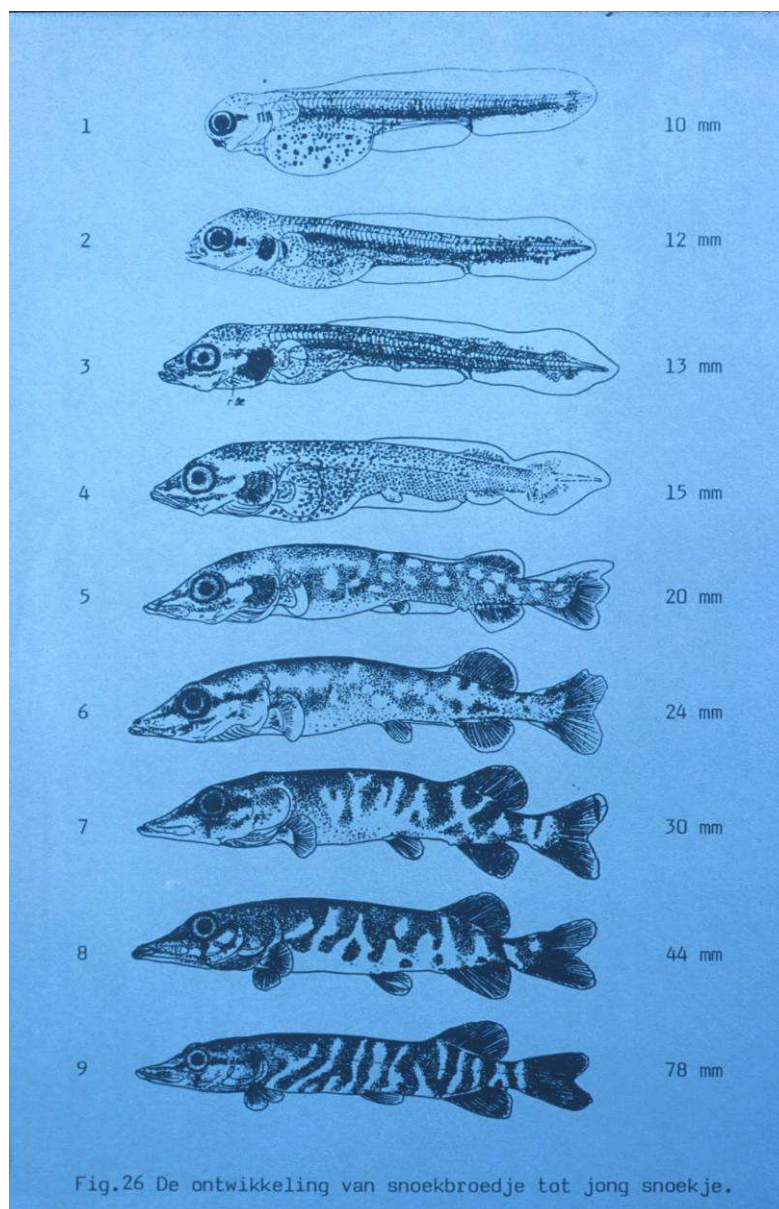 1 10 mm
2 12 mm
3 13 mm
4 15 mm
5 20 mm
6 24 mm
7 30 mm
8 44 mm
9 78 mm
Fig.26 De ontwikkeling van snoekbroedje tot jong snoekje.